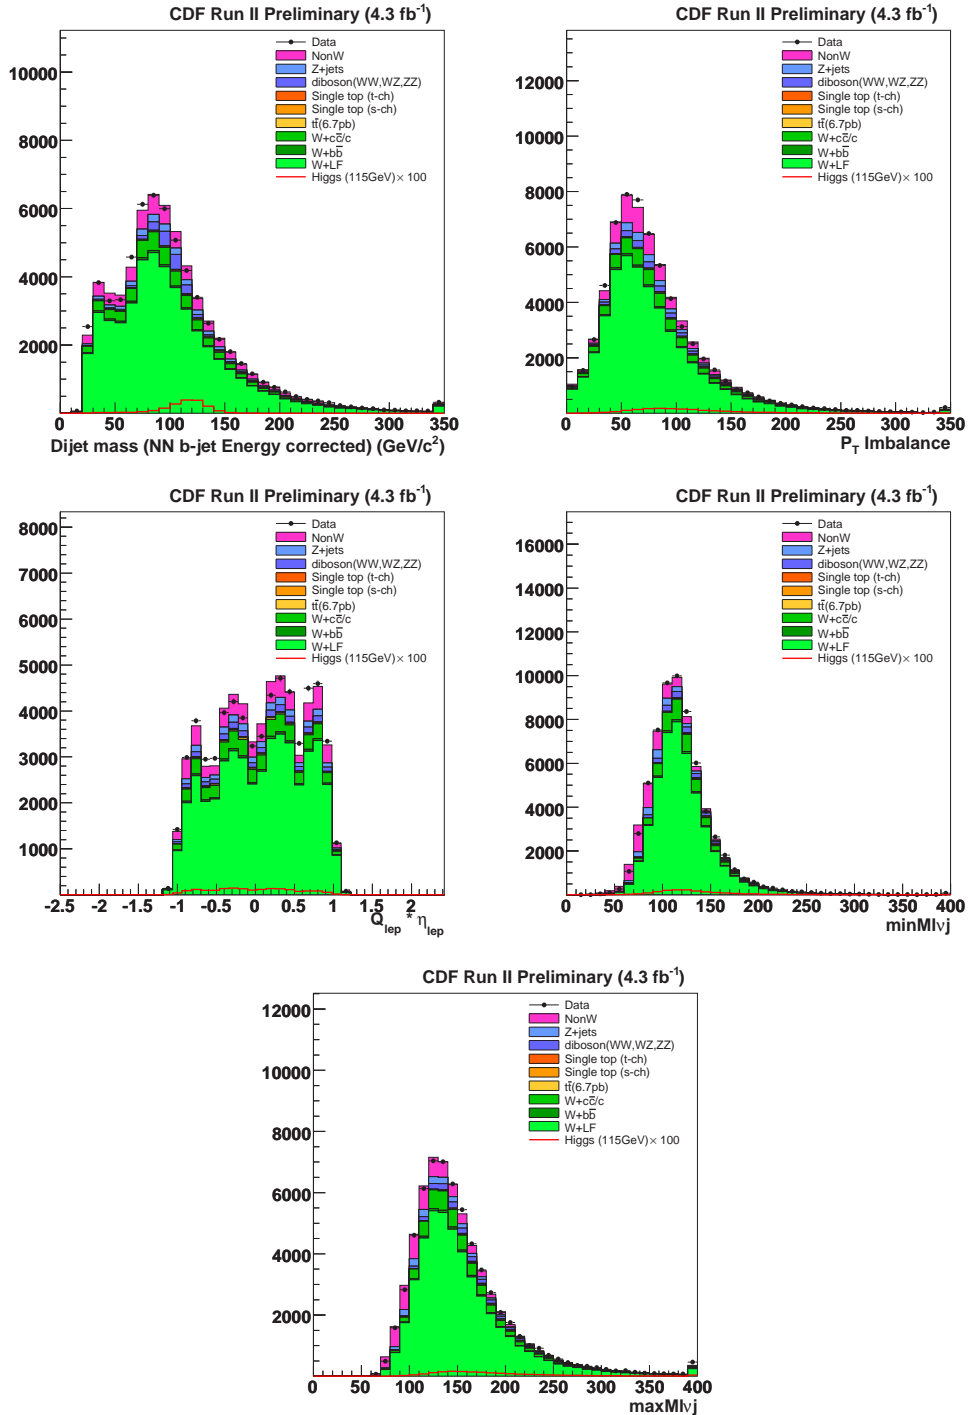 CDF Run II Preliminary (4.3 fb⁻¹)
Data
NonW
Z+jets
diboson(WW,WZ,ZZ)
Single top (t-ch)
Single top (s-ch)
tt̄(6.7pb)
W+cc̄/c
W+bb̄
W+LF
Higgs (115GeV)× 100
10000
8000
6000
4000
2000
0 50 100 150 200 250 300 350
Dijet mass (NN b-jet Energy corrected) (GeV/c²)
CDF Run II Preliminary (4.3 fb⁻¹)
Data
NonW
Z+jets
diboson(WW,WZ,ZZ)
Single top (t-ch)
Single top (s-ch)
tt̄(6.7pb)
W+cc̄/c
W+bb̄
W+LF
Higgs (115GeV)× 100
12000
10000
8000
6000
4000
2000
0 50 100 150 200 250 300 350
P_T Imbalance
CDF Run II Preliminary (4.3 fb⁻¹)
Data
NonW
Z+jets
diboson(WW,WZ,ZZ)
Single top (t-ch)
Single top (s-ch)
tt̄(6.7pb)
W+cc̄/c
W+bb̄
W+LF
Higgs (115GeV)× 100
8000
7000
6000
5000
4000
3000
2000
1000
-2.5 -2 -1.5 -1 -0.5 0 0.5 1 1.5 2
Q_lep * η_lep
CDF Run II Preliminary (4.3 fb⁻¹)
Data
NonW
Z+jets
diboson(WW,WZ,ZZ)
Single top (t-ch)
Single top (s-ch)
tt̄(6.7pb)
W+cc̄/c
W+bb̄
W+LF
Higgs (115GeV)× 100
16000
14000
12000
10000
8000
6000
4000
2000
0 50 100 150 200 250 300 350 400
minMlνj
CDF Run II Preliminary (4.3 fb⁻¹)
Data
NonW
Z+jets
diboson(WW,WZ,ZZ)
Single top (t-ch)
Single top (s-ch)
tt̄(6.7pb)
W+cc̄/c
W+bb̄
W+LF
Higgs (115GeV)× 100
12000
10000
8000
6000
4000
2000
0 50 100 150 200 250 300 350 400
maxMlνj